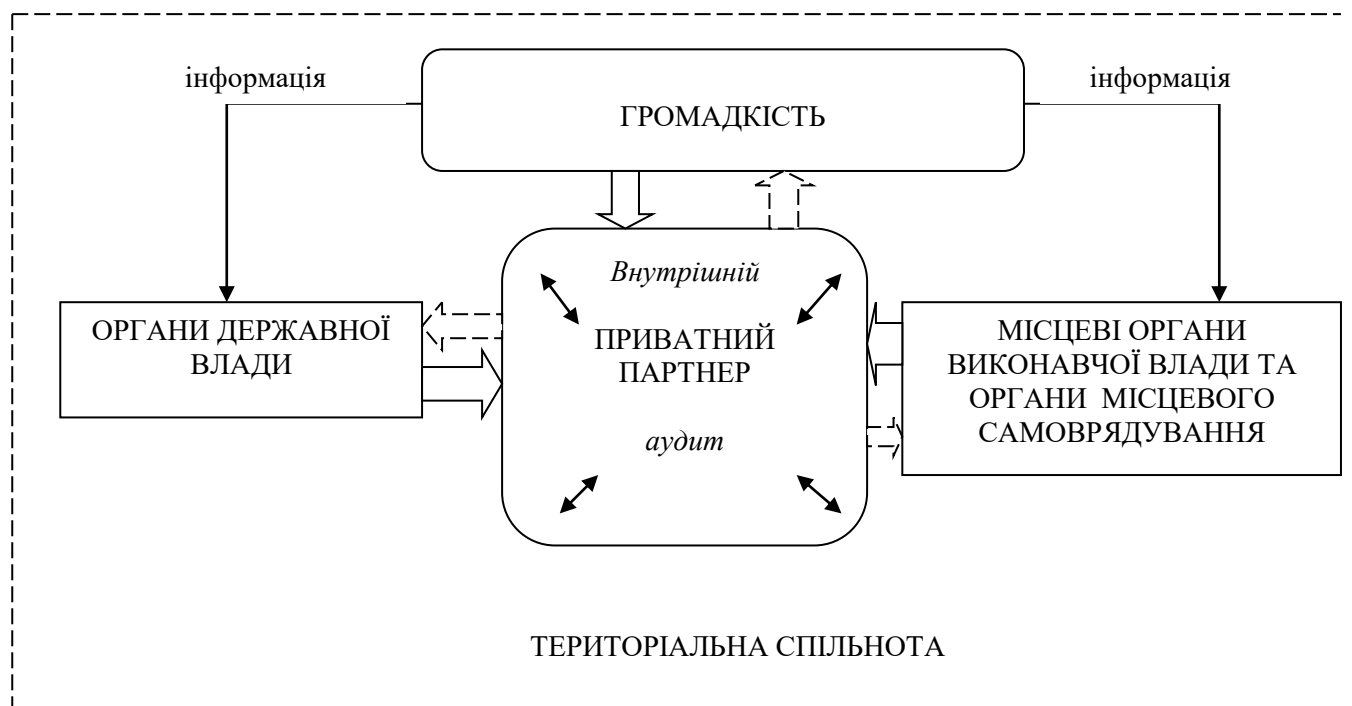 інформація
інформація
ГРОМАДКІСТЬ
Внутрішній
ОРГАНИ ДЕРЖАВНОЇ
ВЛАДИ
ПРИВАТНИЙ
ПАРТНЕР
МІСЦЕВІ ОРГАНИ
ВИКОНАВЧОЇ ВЛАДИ ТА
ОРГАНИ МІСЦЕВОГО
САМОВРЯДУВАННЯ
аудит
ТЕРИТОРІАЛЬНА СПІЛЬНОТА